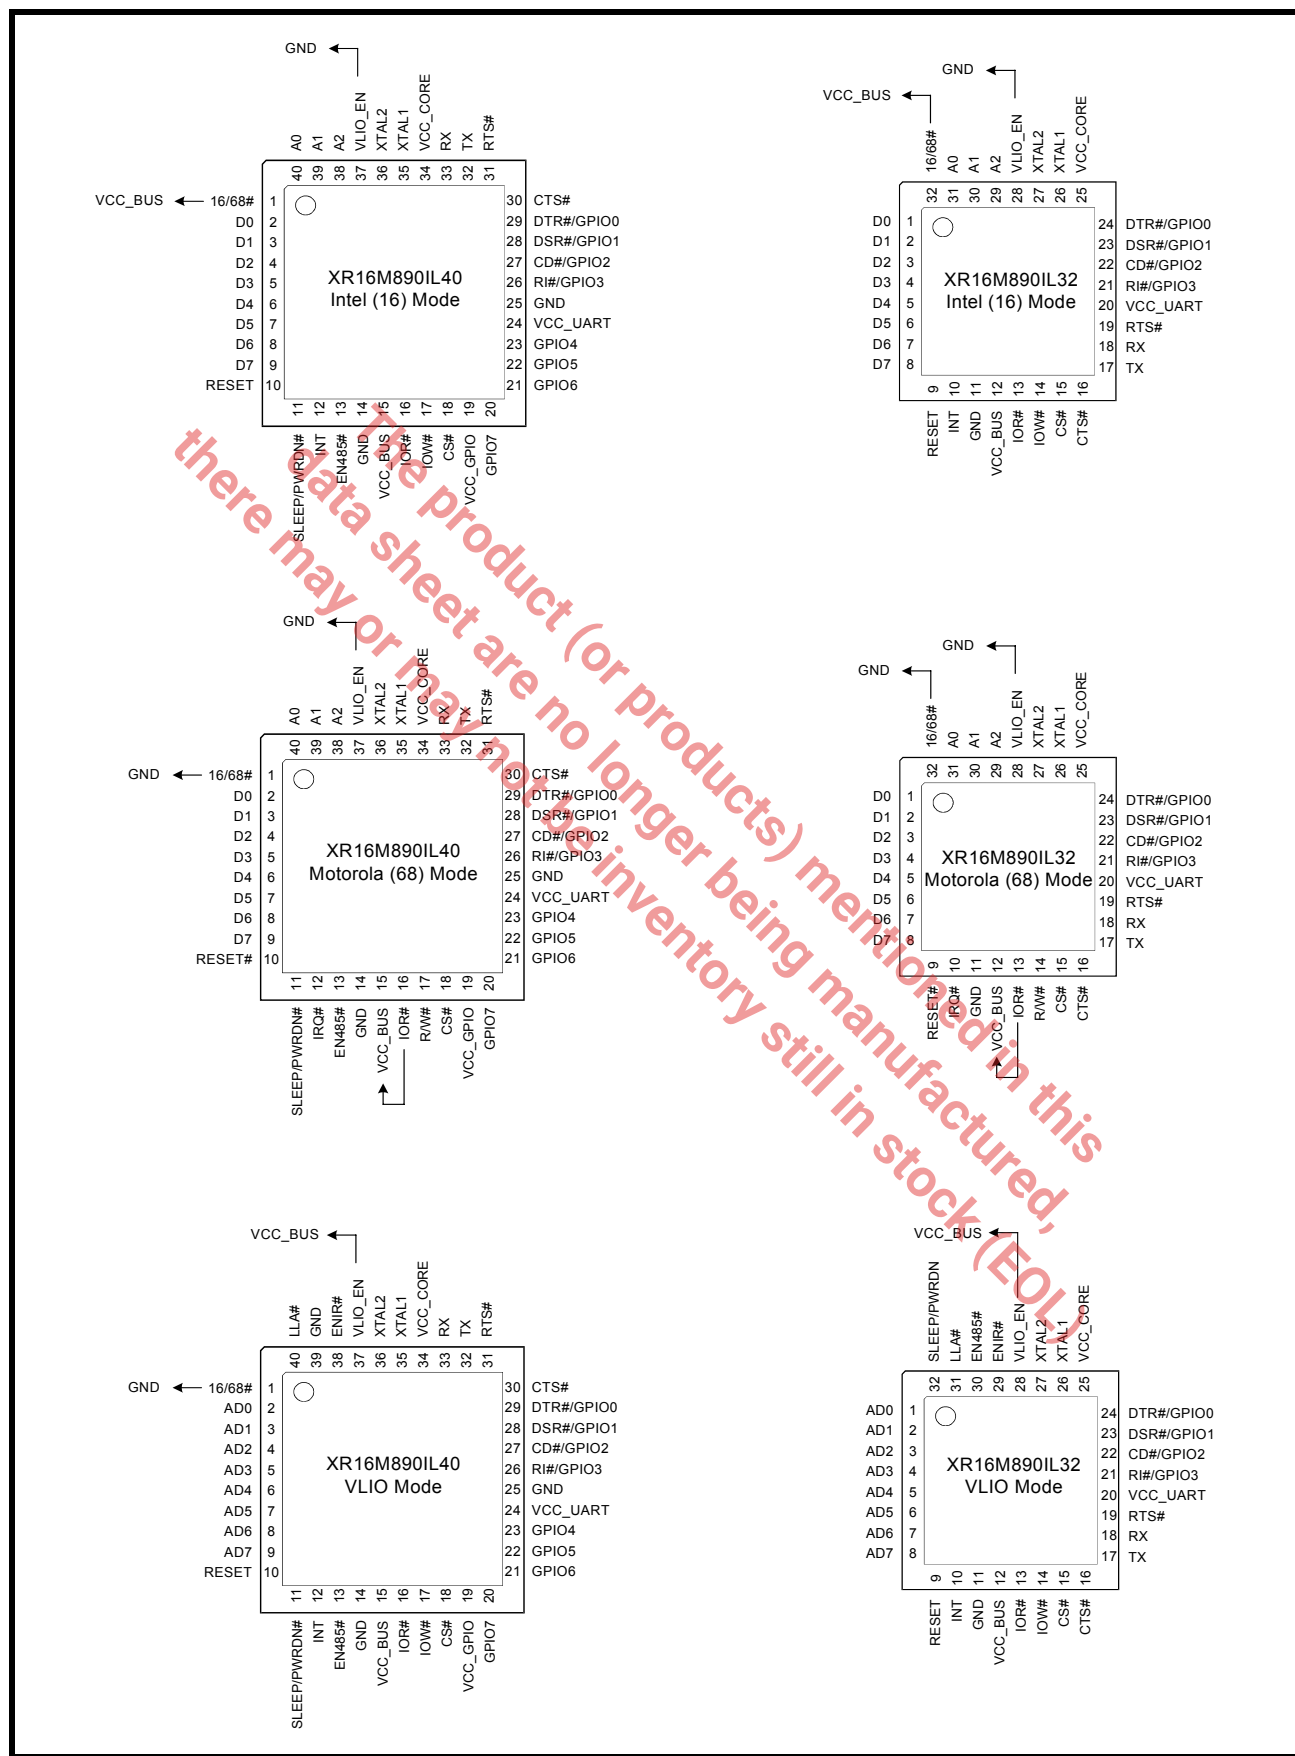 GND
A0
A1
A2
VLIO_EN
XTAL2
XTAL1
VCC_CORE
RX
TX
RTS#
40 39 38 37 36 35 34 33 32 31
VCC_BUS 16/68# 1
D0 2
D1 3
D2 4
D3 5
D4 6
D5 7
D6 8
D7 9
RESET 10
XR16M890IL40
Intel (16) Mode
30 CTS#
29 DTR#/GPIO0
28 DSR#/GPIO1
27 CD#/GPIO2
26 RI#/GPIO3
25 GND
24 VCC_UART
23 GPIO4
22 GPIO5
21 GPIO6
11 12 13 14 15 16 17 18 19 20
SLEEP/PWRDN#
INT
EN485#
GND
VCC_BUS
IOR#
IOW#
CS#
VCC_GPIO
GPIO7
GND
VCC_BUS
16/68#
A0
A1
A2
VLIO_EN
XTAL2
XTAL1
VCC_CORE
32 31 30 29 28 27 26 25
D0 1
D1 2
D2 3
D3 4
D4 5
D5 6
D6 7
D7 8
XR16M890IL32
Intel (16) Mode
24 DTR#/GPIO0
23 DSR#/GPIO1
22 CD#/GPIO2
21 RI#/GPIO3
20 VCC_UART
19 RTS#
18 RX
17 TX
9 10 11 12 13 14 15 16
RESET
INT
GND
VCC_BUS
IOR#
IOW#
CS#
CTS#
GND
A0
A1
A2
VLIO_EN
XTAL2
XTAL1
VCC_CORE
RX
TX
RTS#
40 39 38 37 36 35 34 33 32 31
GND 16/68# 1
D0 2
D1 3
D2 4
D3 5
D4 6
D5 7
D6 8
D7 9
RESET# 10
XR16M890IL40
Motorola (68) Mode
30 CTS#
29 DTR#/GPIO0
28 DSR#/GPIO1
27 CD#/GPIO2
26 RI#/GPIO3
25 GND
24 VCC_UART
23 GPIO4
22 GPIO5
21 GPIO6
11 12 13 14 15 16 17 18 19 20
SLEEP/PWRDN#
IRQ#
EN485#
GND
VCC_BUS
IOR#
R/W#
CS#
VCC_GPIO
GPIO7
GND
GND
16/68#
A0
A1
A2
VLIO_EN
XTAL2
XTAL1
VCC_CORE
32 31 30 29 28 27 26 25
D0 1
D1 2
D2 3
D3 4
D4 5
D5 6
D6 7
D7 8
XR16M890IL32
Motorola (68) Mode
24 DTR#/GPIO0
23 DSR#/GPIO1
22 CD#/GPIO2
21 RI#/GPIO3
20 VCC_UART
19 RTS#
18 RX
17 TX
9 10 11 12 13 14 15 16
RESET#
IRQ#
GND
VCC_BUS
IOR#
R/W#
CS#
CTS#
VCC_BUS
LLA#
GND
ENIR#
VLIO_EN
XTAL2
XTAL1
VCC_CORE
RX
TX
RTS#
40 39 38 37 36 35 34 33 32 31
GND 16/68# 1
AD0 2
AD1 3
AD2 4
AD3 5
AD4 6
AD5 7
AD6 8
AD7 9
RESET 10
XR16M890IL40
VLIO Mode
30 CTS#
29 DTR#/GPIO0
28 DSR#/GPIO1
27 CD#/GPIO2
26 RI#/GPIO3
25 GND
24 VCC_UART
23 GPIO4
22 GPIO5
21 GPIO6
11 12 13 14 15 16 17 18 19 20
SLEEP/PWRDN#
INT
EN485#
GND
VCC_BUS
IOR#
IOW#
CS#
VCC_GPIO
GPIO7
VCC_BUS
SLEEP/PWRDN
LLA#
EN485#
ENIR#
VLIO_EN
XTAL2
XTAL1
VCC_CORE
32 31 30 29 28 27 26 25
AD0 1
AD1 2
AD2 3
AD3 4
AD4 5
AD5 6
AD6 7
AD7 8
XR16M890IL32
VLIO Mode
24 DTR#/GPIO0
23 DSR#/GPIO1
22 CD#/GPIO2
21 RI#/GPIO3
20 VCC_UART
19 RTS#
18 RX
17 TX
9 10 11 12 13 14 15 16
RESET
INT
GND
VCC_BUS
IOR#
IOW#
CS#
CTS#
The product (or products) mentioned in this
data sheet are no longer being manufactured,
there may or may not be inventory still in stock (EOL)